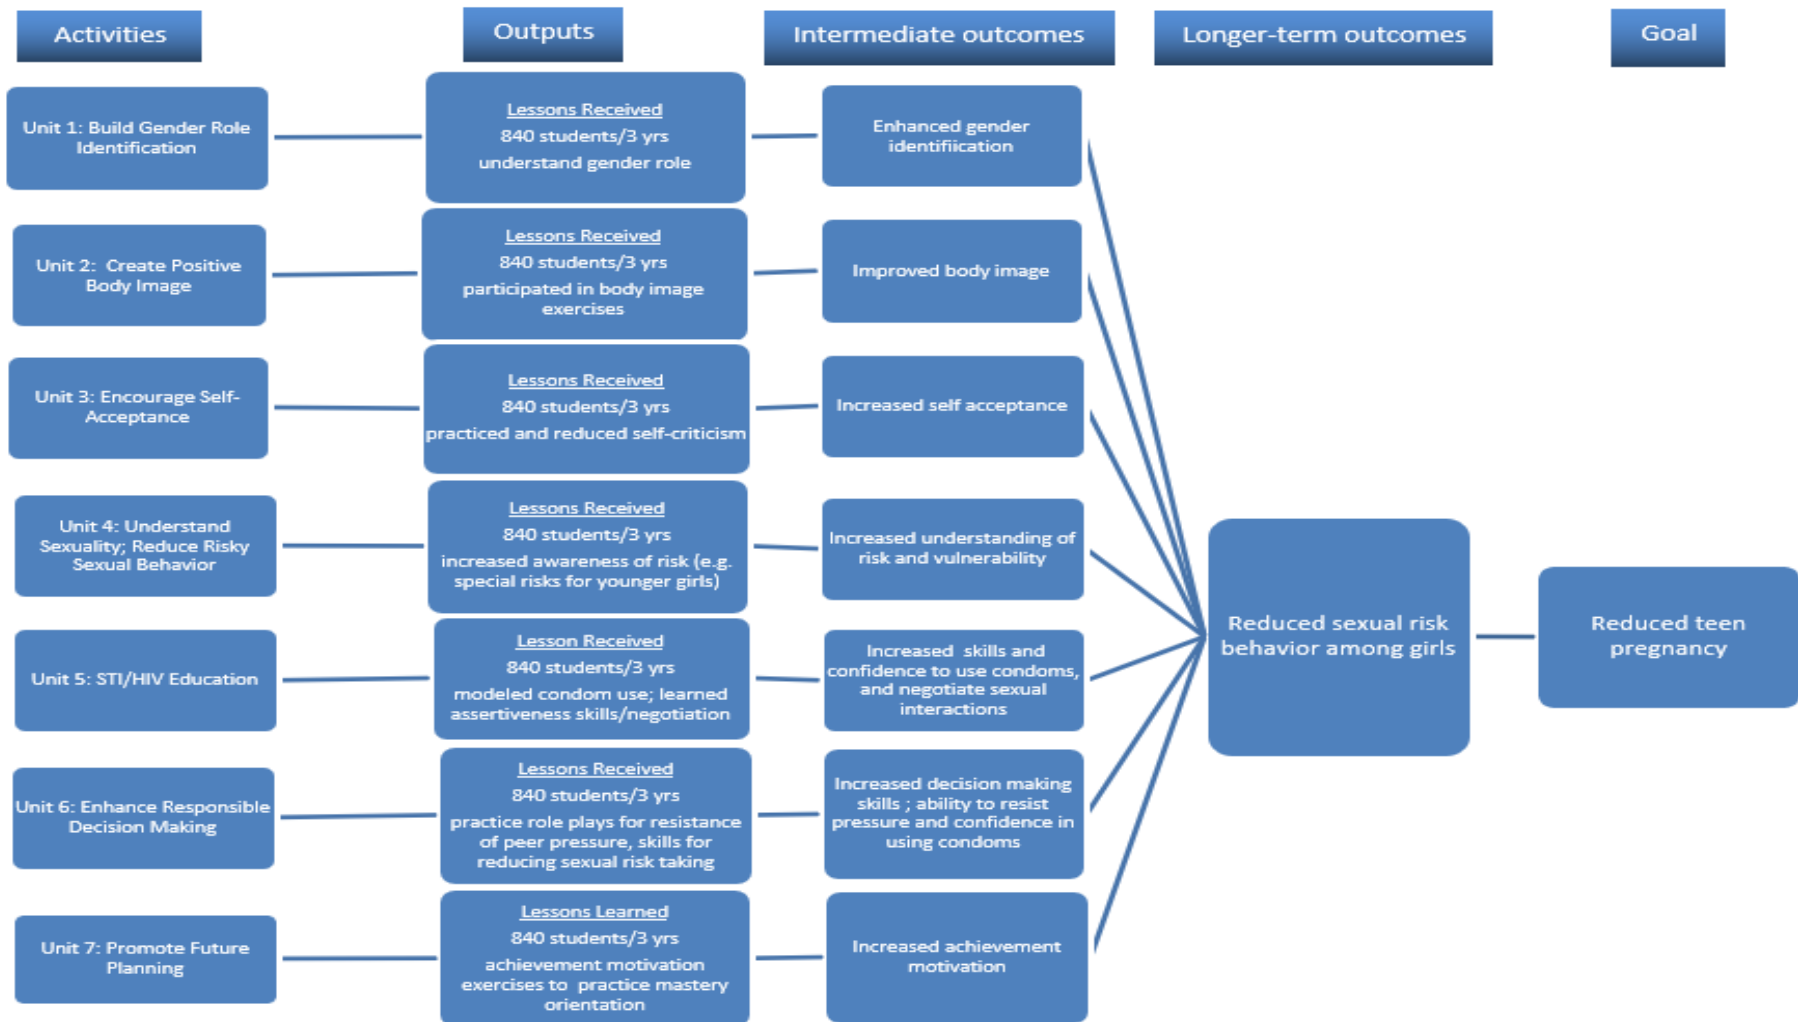 Activities
Outputs
Intermediate outcomes
Longer-term outcomes
Goal
Unit 1: Build Gender Role
Identification
Lessons Received
840 students/3 yrs
understand gender role
Enhanced gender
identifiication
Unit 2:  Create Positive
Body Image
Lessons Received
840 students/3 yrs
participated in body image
exercises
Improved body image
Unit 3: Encourage Self-
Acceptance
Lessons Received
840 students/3 yrs
practiced and reduced self-criticism
Increased self acceptance
Unit 4: Understand
Sexuality; Reduce Risky
Sexual Behavior
Lessons Received
840 students/3 yrs
increased awareness of risk (e.g.
special risks for younger girls)
Increased understanding of
risk and vulnerability
Unit 5: STI/HIV Education
Lesson Received
840 students/3 yrs
modeled condom use; learned
assertiveness skills/negotiation
Increased  skills and
confidence to use condoms,
and negotiate sexual
interactions
Unit 6: Enhance Responsible
Decision Making
Lessons Received
840 students/3 yrs
practice role plays for resistance
of peer pressure, skills for
reducing sexual risk taking
Increased decision making
skills ; ability to resist
pressure and confidence in
using condoms
Unit 7: Promote Future
Planning
Lessons Learned
840 students/3 yrs
achievement motivation
exercises to  practice mastery
orientation
Increased achievement
motivation
Reduced sexual risk
behavior among girls
Reduced teen
pregnancy